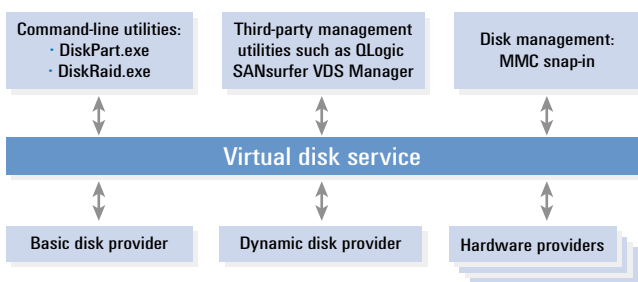 Command-line utilities:
· DiskPart.exe
· DiskRaid.exe
Third-party management
utilities such as QLogic
SANsurfer VDS Manager
Disk management:
MMC snap-in
Virtual disk service
Basic disk provider
Dynamic disk provider
Hardware providers